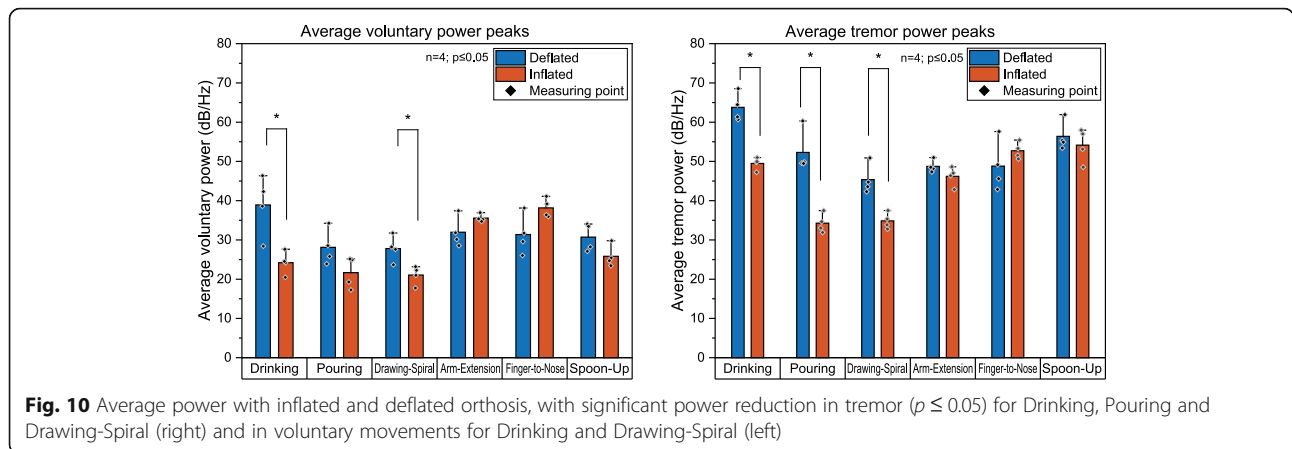 Average voluntary power peaks
Average voluntary power (dB/Hz)
80
70
60
50
40
30
20
10
0
n=4; p≤0.05
Deflated
Inflated
Measuring point
*
*
Drinking
Pouring
Drawing-Spiral
Arm-Extension
Finger-to-Nose
Spoon-Up
Average tremor power peaks
Average tremor power (dB/Hz)
80
70
60
50
40
30
20
10
0
n=4; p≤0.05
Deflated
Inflated
Measuring point
*
*
*
Drinking
Pouring
Drawing-Spiral
Arm-Extension
Finger-to-Nose
Spoon-Up
Fig. 10 Average power with inflated and deflated orthosis, with significant power reduction in tremor (p ≤ 0.05) for Drinking, Pouring and
Drawing-Spiral (right) and in voluntary movements for Drinking and Drawing-Spiral (left)